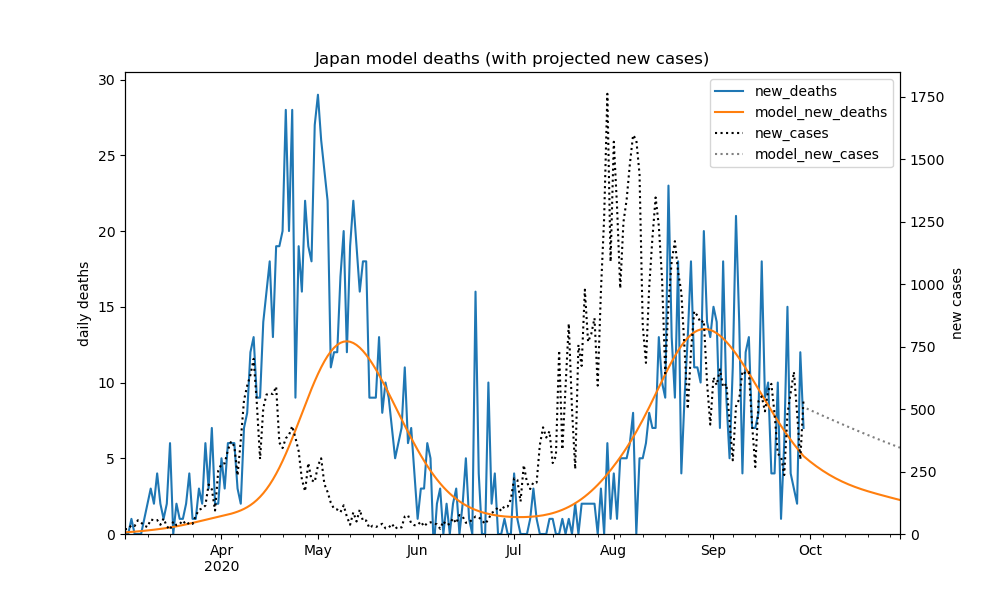 Japan model deaths (with projected new cases)
new_deaths
model_new_deaths
new_cases
model_new_cases
daily deaths
30
25
20
15
10
5
0
new cases
1750
1500
1250
1000
750
500
250
0
Apr
2020
May
Jun
Jul
Aug
Sep
Oct